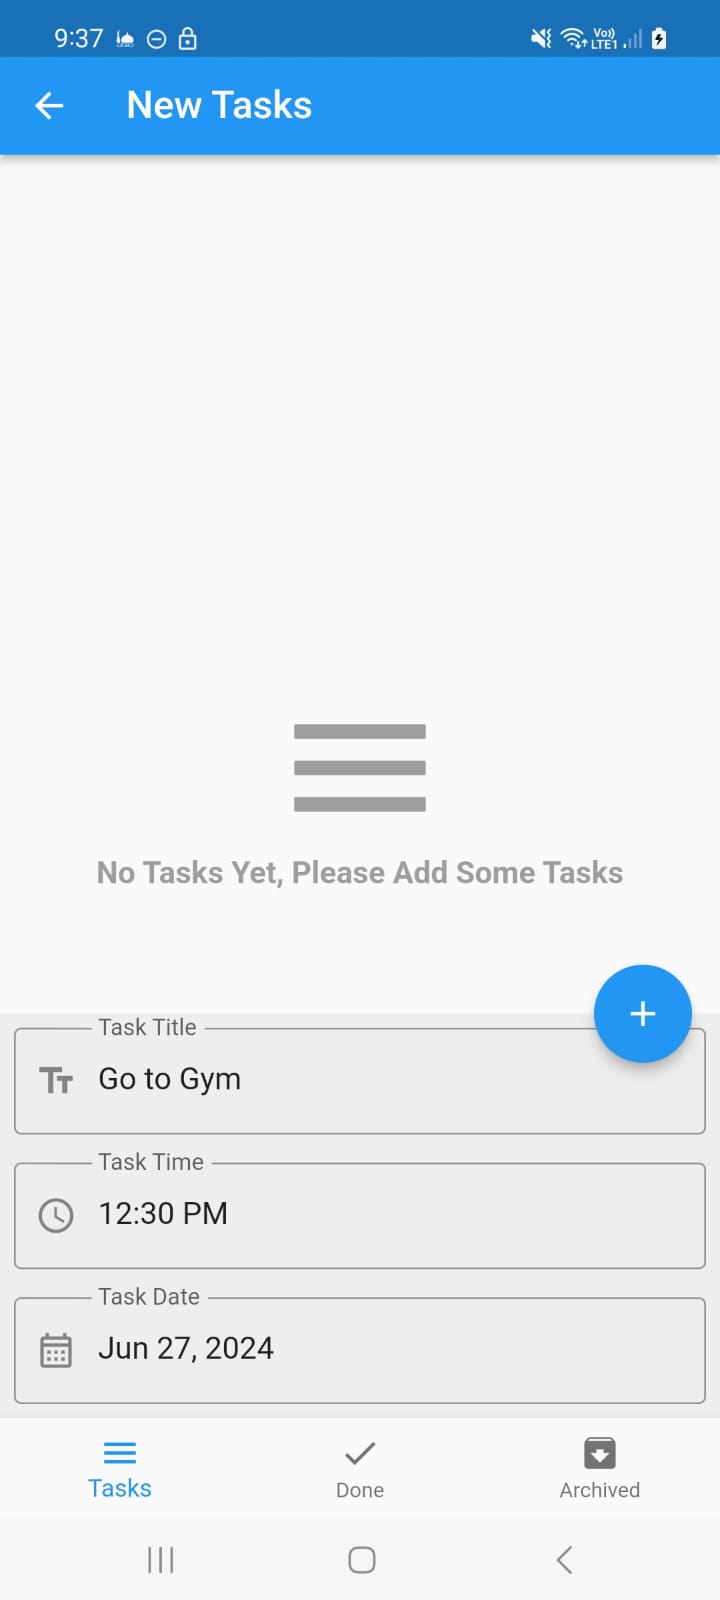 9:37
Vo))
LTE1
New Tasks
No Tasks Yet, Please Add Some Tasks
Task Title
Go to Gym
Task Time
12:30 PM
Task Date
Jun 27, 2024
Tasks
Done
Archived